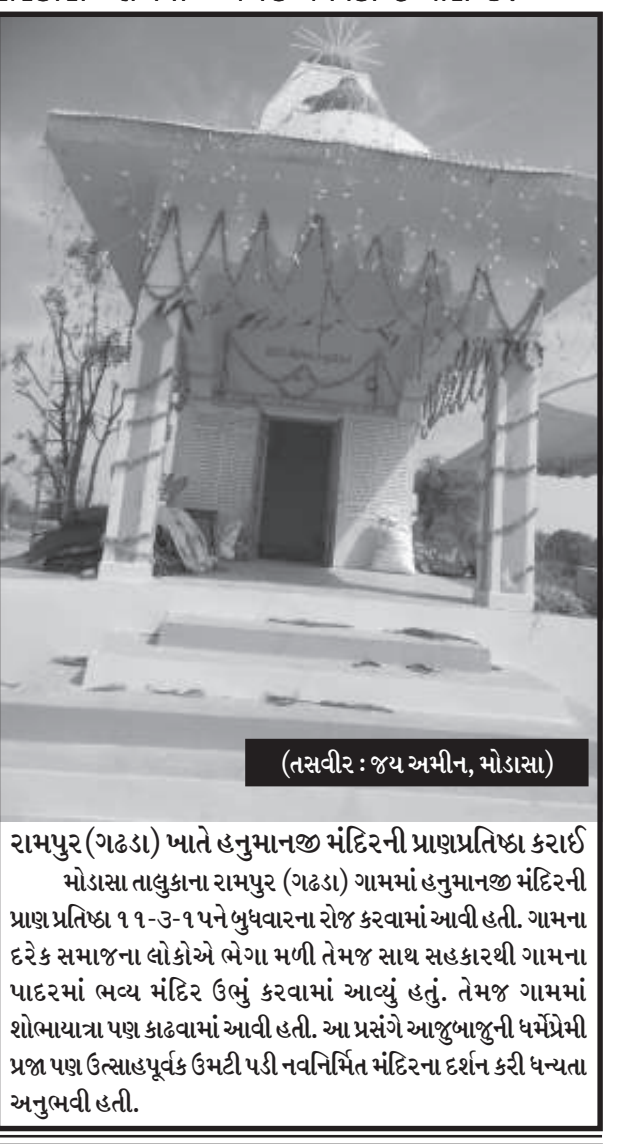 (તસવીર : જય અમીન, મોડાસા)
રામપુર(ગઢડા) ખાતે હનુમાનજી મંદિરની પ્રાણપ્રતિષ્ઠા કરાઈ
મોડાસા તાલુકાના રામપુર (ગઢડા) ગામમાં હનુમાનજી મંદિરની
પ્રાણ પ્રતિષ્ઠા ૧૧-૩-૧૫ને બુધવારના રોજ કરવામાં આવી હતી. ગામના
દરેક સમાજના લોકોએ ભેગા મળી તેમજ સાથ સહકારથી ગામના
પાદરમાં ભવ્ય મંદિર ઉભું કરવામાં આવ્યું હતું. તેમજ ગામમાં
શોભાયાત્રા પણ કાઢવામાં આવી હતી. આ પ્રસંગે આજુબાજુની ધર્મપ્રેમી
પ્રજા પણ ઉત્સાહપૂર્વક ઉમટી પડી નવનિર્મિત મંદિરના દર્શન કરી ધન્યતા
અનુભવી હતી.